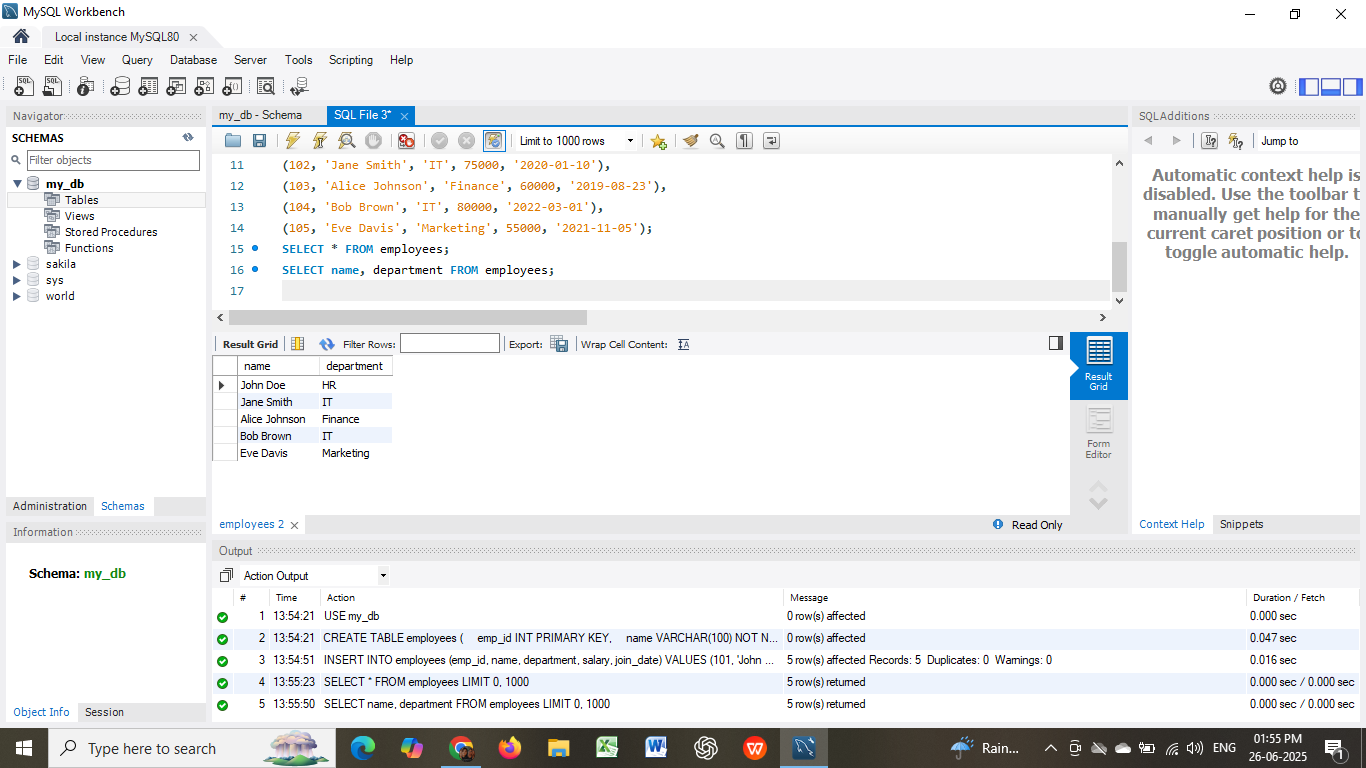 MySQL Workbench
Local instance MySQL80
File Edit View Query Database Server Tools Scripting Help
Navigator
SCHEMAS
Filter objects
my_db
Tables
Views
Stored Procedures
Functions
sakila
sys
world
Administration Schemas
Information
Schema: my_db
Object Info Session
my_db - Schema SQL File 3*
Limit to 1000 rows
11 (102, 'Jane Smith', 'IT', 75000, '2020-01-10'),
12 (103, 'Alice Johnson', 'Finance', 60000, '2019-08-23'),
13 (104, 'Bob Brown', 'IT', 80000, '2022-03-01'),
14 (105, 'Eve Davis', 'Marketing', 55000, '2021-11-05');
15 SELECT * FROM employees;
16 SELECT name, department FROM employees;
17
Result Grid Filter Rows: Export: Wrap Cell Content:
name department
John Doe HR
Jane Smith IT
Alice Johnson Finance
Bob Brown IT
Eve Davis Marketing
Result
Grid
Form
Editor
employees 2 Read Only
SQLAdditions
Jump to
Automatic context help is
disabled. Use the toolbar t
manually get help for the
current caret position or to
toggle automatic help.
Context Help Snippets
Output
Action Output
# Time Action Message Duration / Fetch
1 13:54:21 USE my_db 0 row(s) affected 0.000 sec
2 13:54:21 CREATE TABLE employees ( emp_id INT PRIMARY KEY, name VARCHAR(100) NOT N... 0 row(s) affected 0.047 sec
3 13:54:51 INSERT INTO employees (emp_id, name, department, salary, join_date) VALUES (101, 'John ... 5 row(s) affected Records: 5 Duplicates: 0 Warnings: 0 0.016 sec
4 13:55:23 SELECT * FROM employees LIMIT 0, 1000 5 row(s) returned 0.000 sec / 0.000 sec
5 13:55:50 SELECT name, department FROM employees LIMIT 0, 1000 5 row(s) returned 0.000 sec / 0.000 sec
Type here to search
Rain...
ENG
01:55 PM
26-06-2025
1